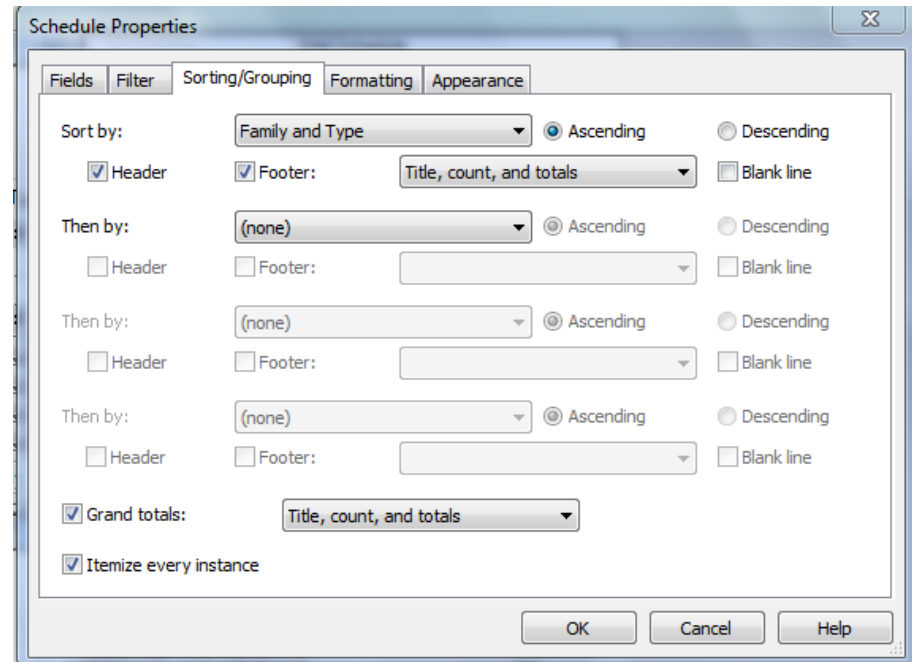 Schedule Properties
Fields Filter Sorting/Grouping Formatting Appearance
Sort by: Family and Type Ascending Descending
Header Footer: Title, count, and totals Blank line
Then by: (none) Ascending Descending
Header Footer: Blank line
Then by: (none) Ascending Descending
Header Footer: Blank line
Then by: (none) Ascending Descending
Header Footer: Blank line
Grand totals: Title, count, and totals
Itemize every instance
OK Cancel Help